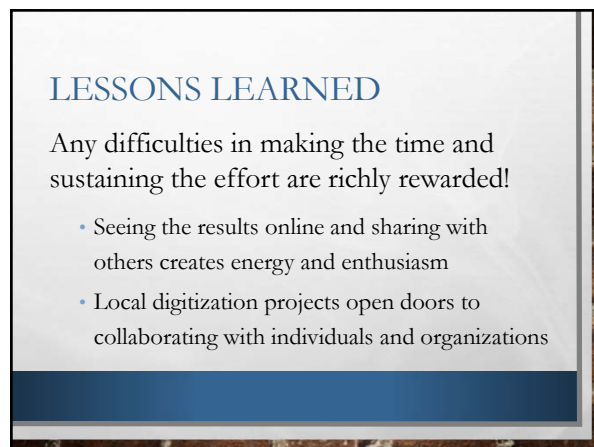 LESSONS LEARNED
Any difficulties in making the time and
sustaining the effort are richly rewarded!
• Seeing the results online and sharing with
others creates energy and enthusiasm
• Local digitization projects open doors to
collaborating with individuals and organizations